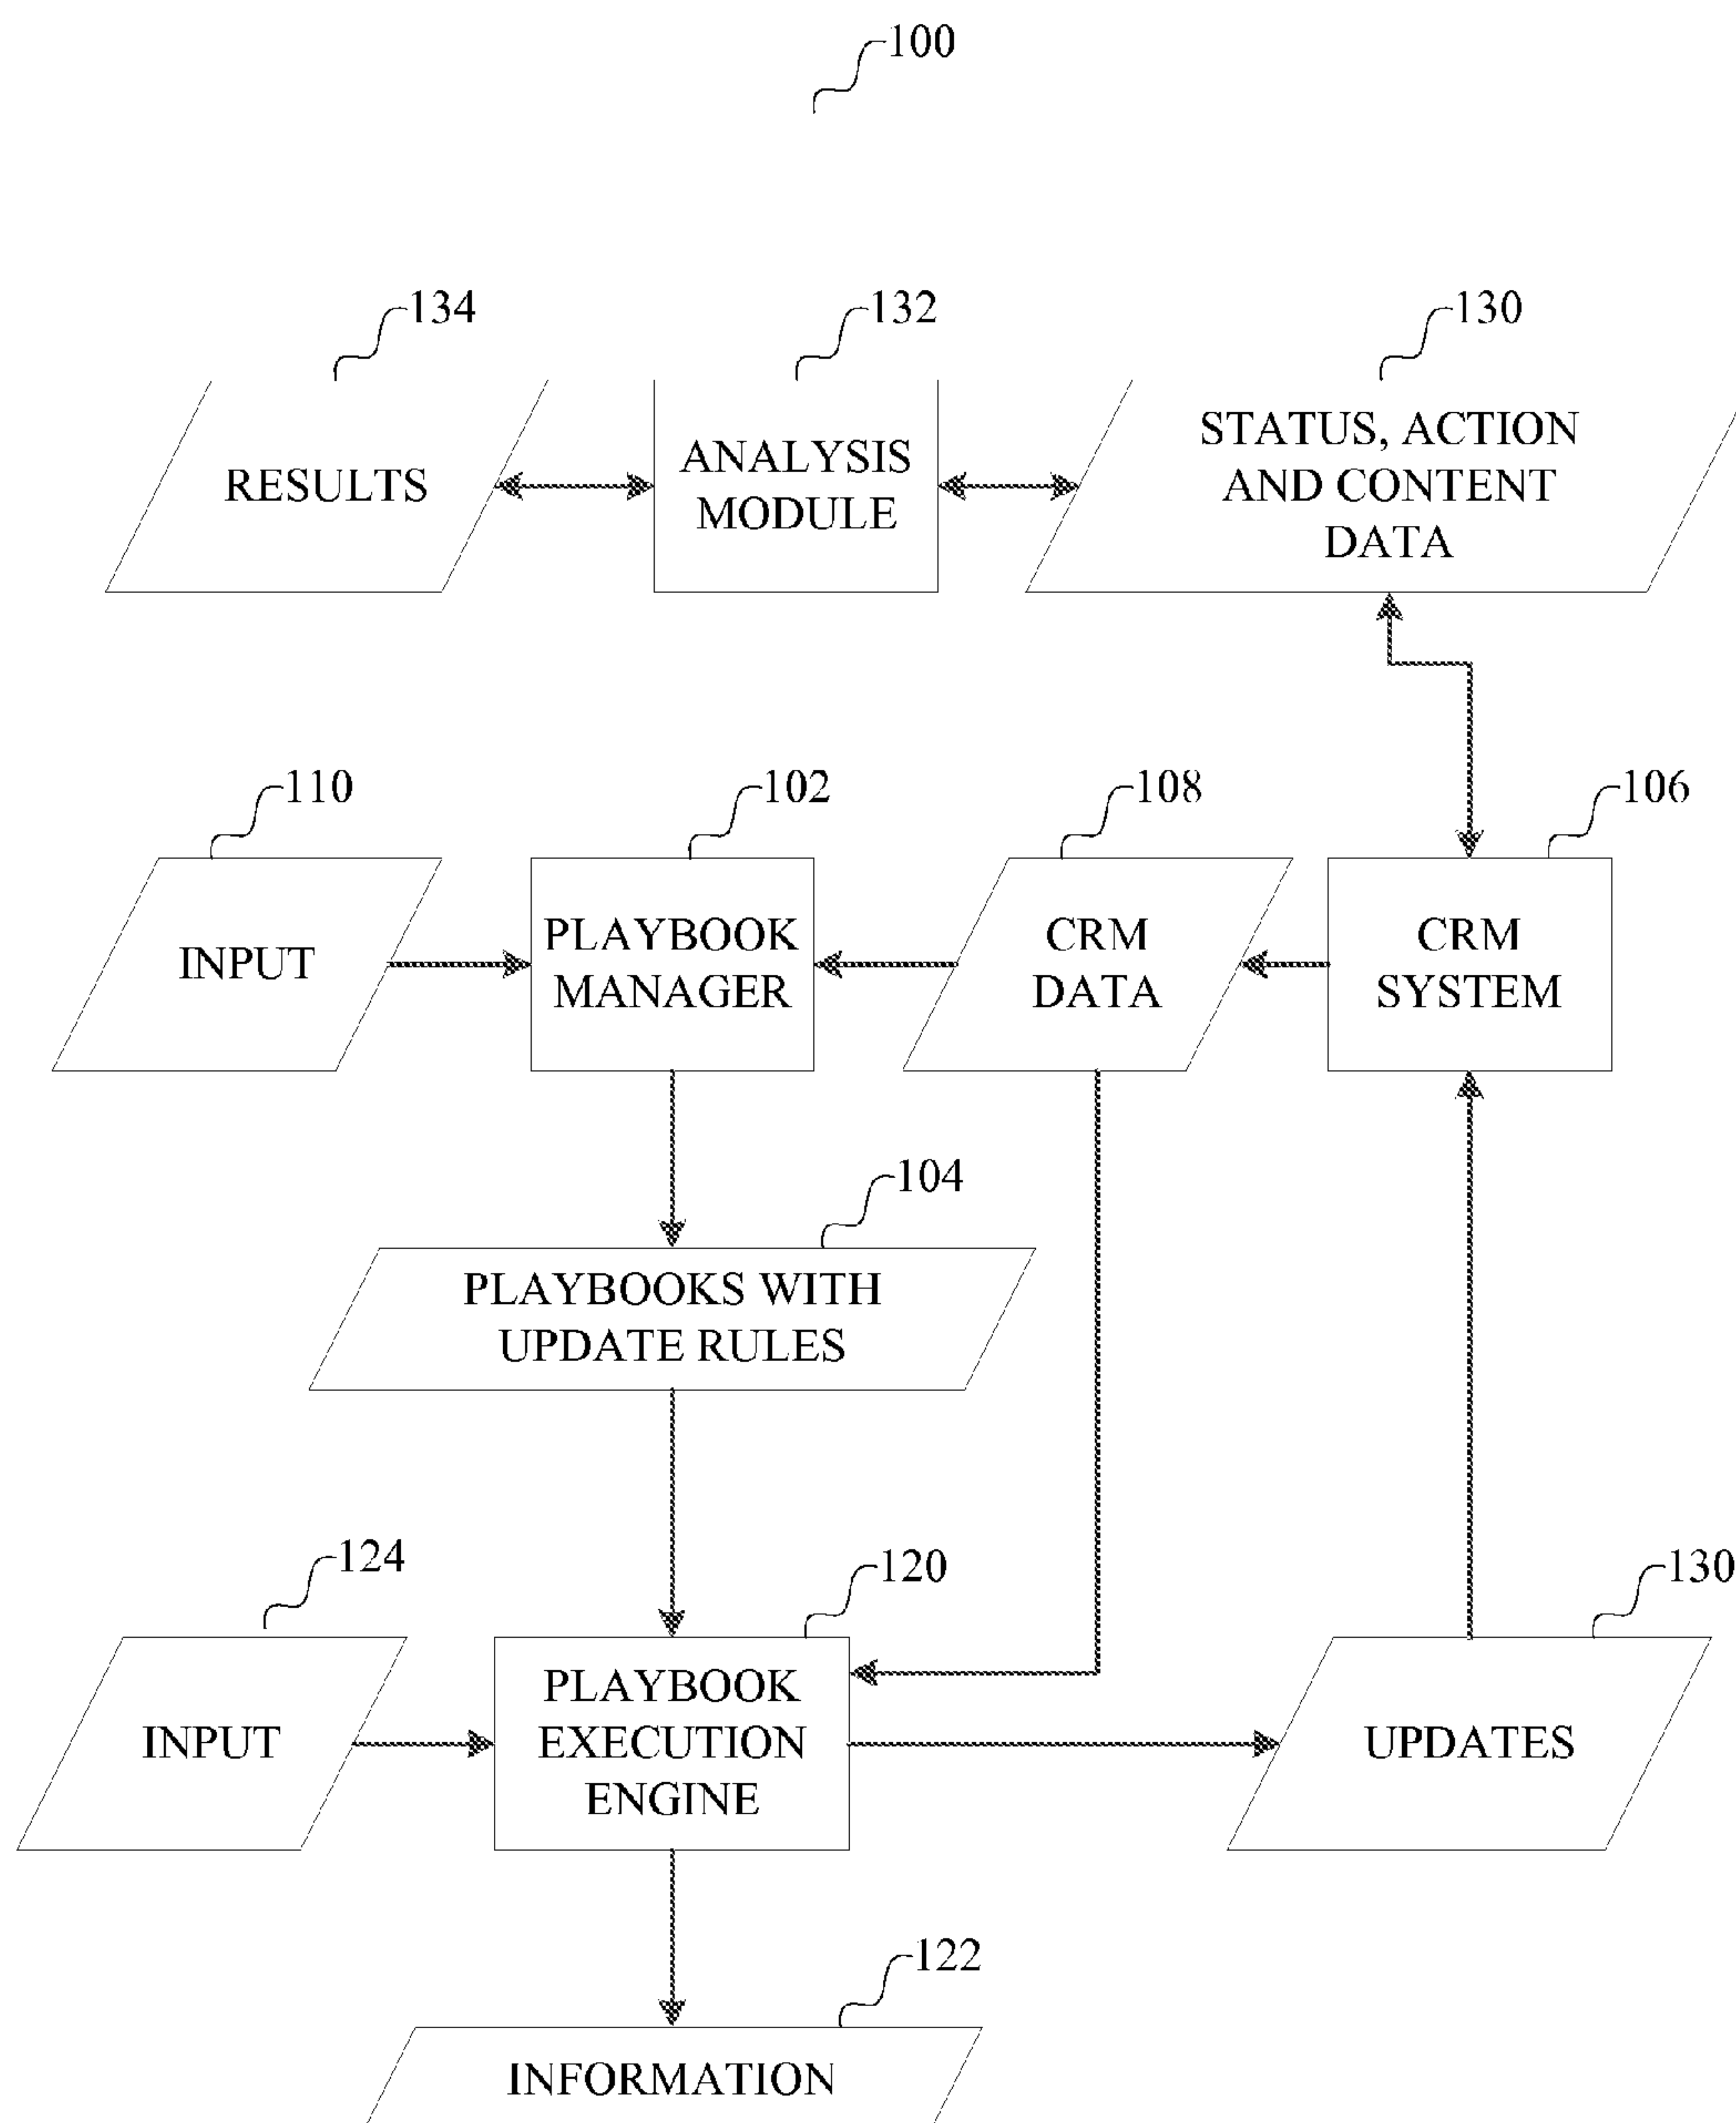 100
134
132
130
RESULTS
ANALYSIS
MODULE
STATUS, ACTION
AND CONTENT
DATA
110
102
108
106
INPUT
PLAYBOOK
MANAGER
CRM
DATA
CRM
SYSTEM
104
PLAYBOOKS WITH
UPDATE RULES
124
120
130
INPUT
PLAYBOOK
EXECUTION
ENGINE
UPDATES
122
INFORMATION